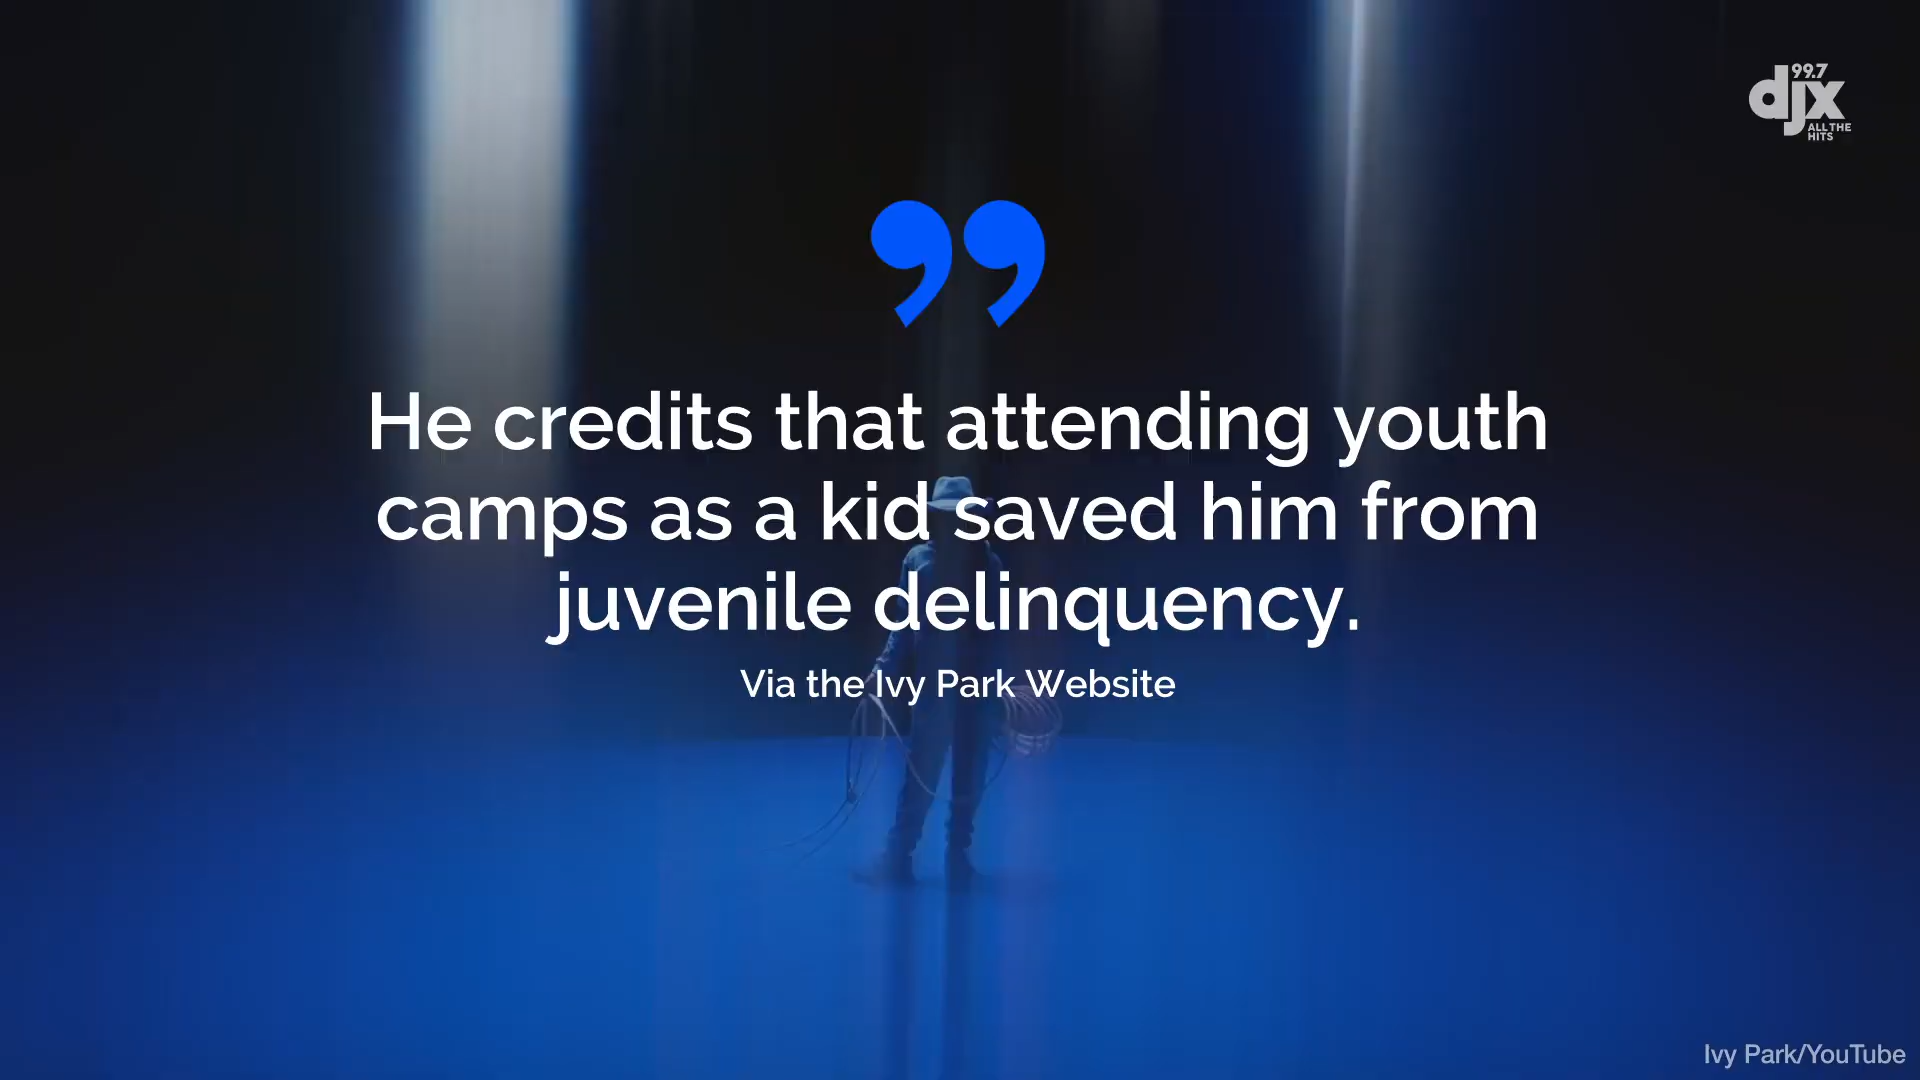 99.7
djx
ALL THE
HITS
”
He credits that attending youth
camps as a kid saved him from
juvenile delinquency.
Via the Ivy Park Website
Ivy Park/YouTube